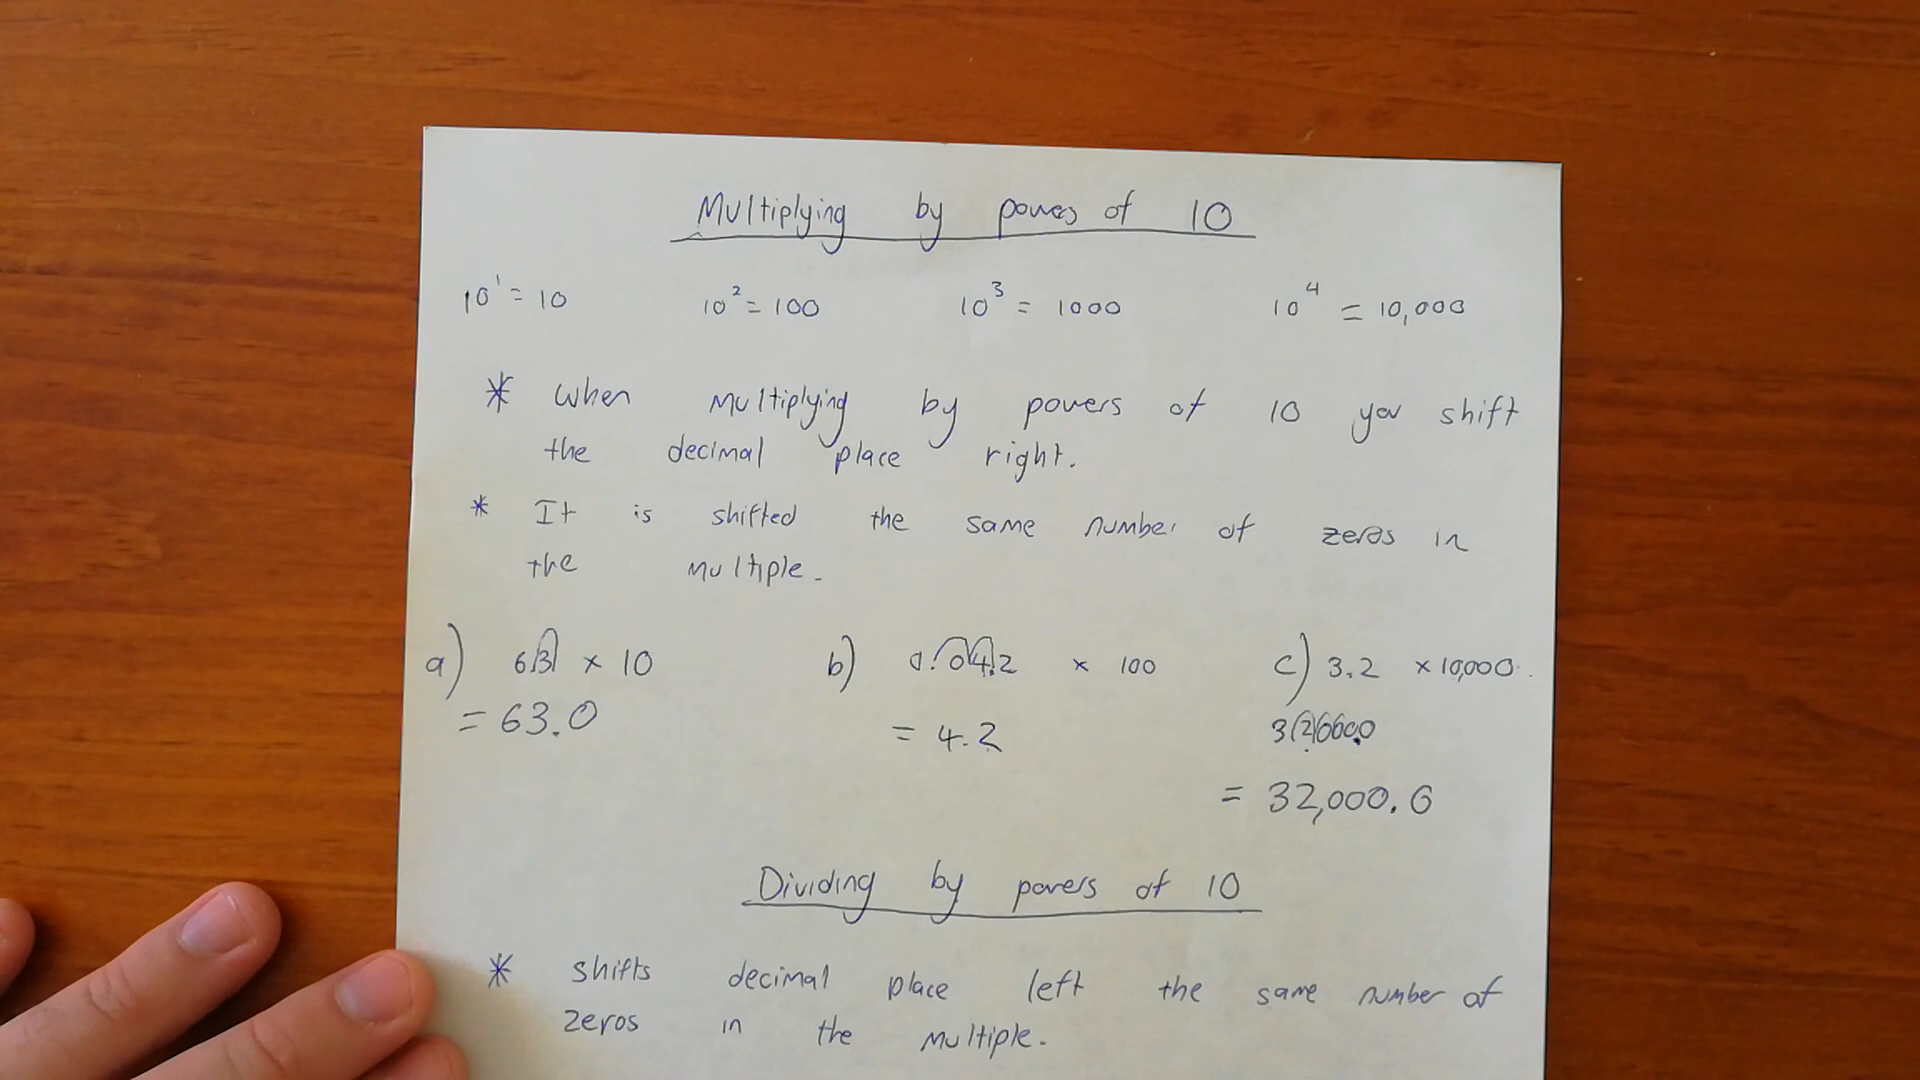 Multiplying by powers of 10
10¹ = 10 10² = 100 10³ = 1000 10⁴ = 10,000
* When multiplying by powers of 10 you shift
the decimal place right.
* It is shifted the same number of zeros in
the multiple.
a) 6.3 × 10 b) 0.042 × 100 c) 3.2 × 10,000
= 63.0 = 4.2 3.20000
= 32,000.0
Dividing by powers of 10
* shifts decimal place left the same number of
zeros in the multiple.